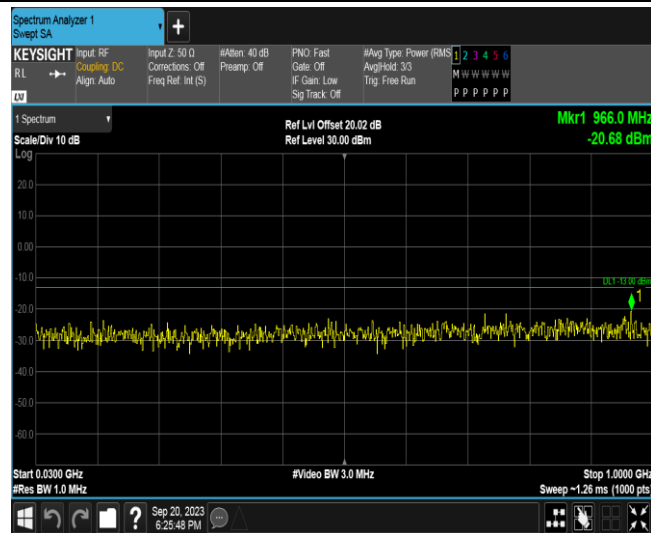 Spectrum Analyzer 1
Swept SA
+
KEYSIGHT
R L
LXI
Input: RF
Coupling: DC
Align: Auto
Input Z: 50 Ω
Corrections: Off
Freq Ref: Int (S)
#Atten: 40 dB
Preamp: Off
PNO: Fast
Gate: Off
IF Gain: Low
Sig Track: Off
#Avg Type: Power (RMS
Avg|Hold: 3/3
Trig: Free Run
1 2 3 4 5 6
M W W W W W
P P P P P P
1 Spectrum
Scale/Div 10 dB
Ref Lvl Offset 20.02 dB
Ref Level 30.00 dBm
Mkr1 966.0 MHz
-20.68 dBm
Log
20.0
10.0
0.00
-10.0
DL1 -13.00 dBm
1
-20.0
-30.0
-40.0
-50.0
-60.0
Start 0.0300 GHz
#Video BW 3.0 MHz
Stop 1.0000 GHz
#Res BW 1.0 MHz
Sweep ~1.26 ms (1000 pts)
?
Sep 20, 2023
6:25:48 PM